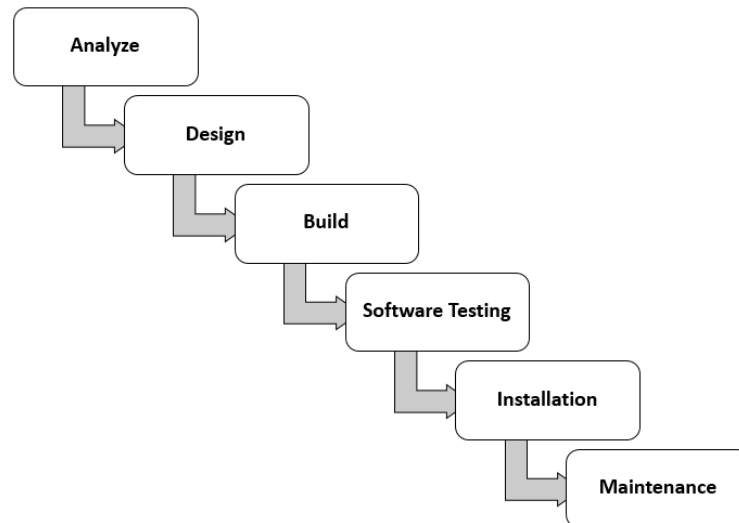 Analyze
Design
Build
Software Testing
Installation
Maintenance